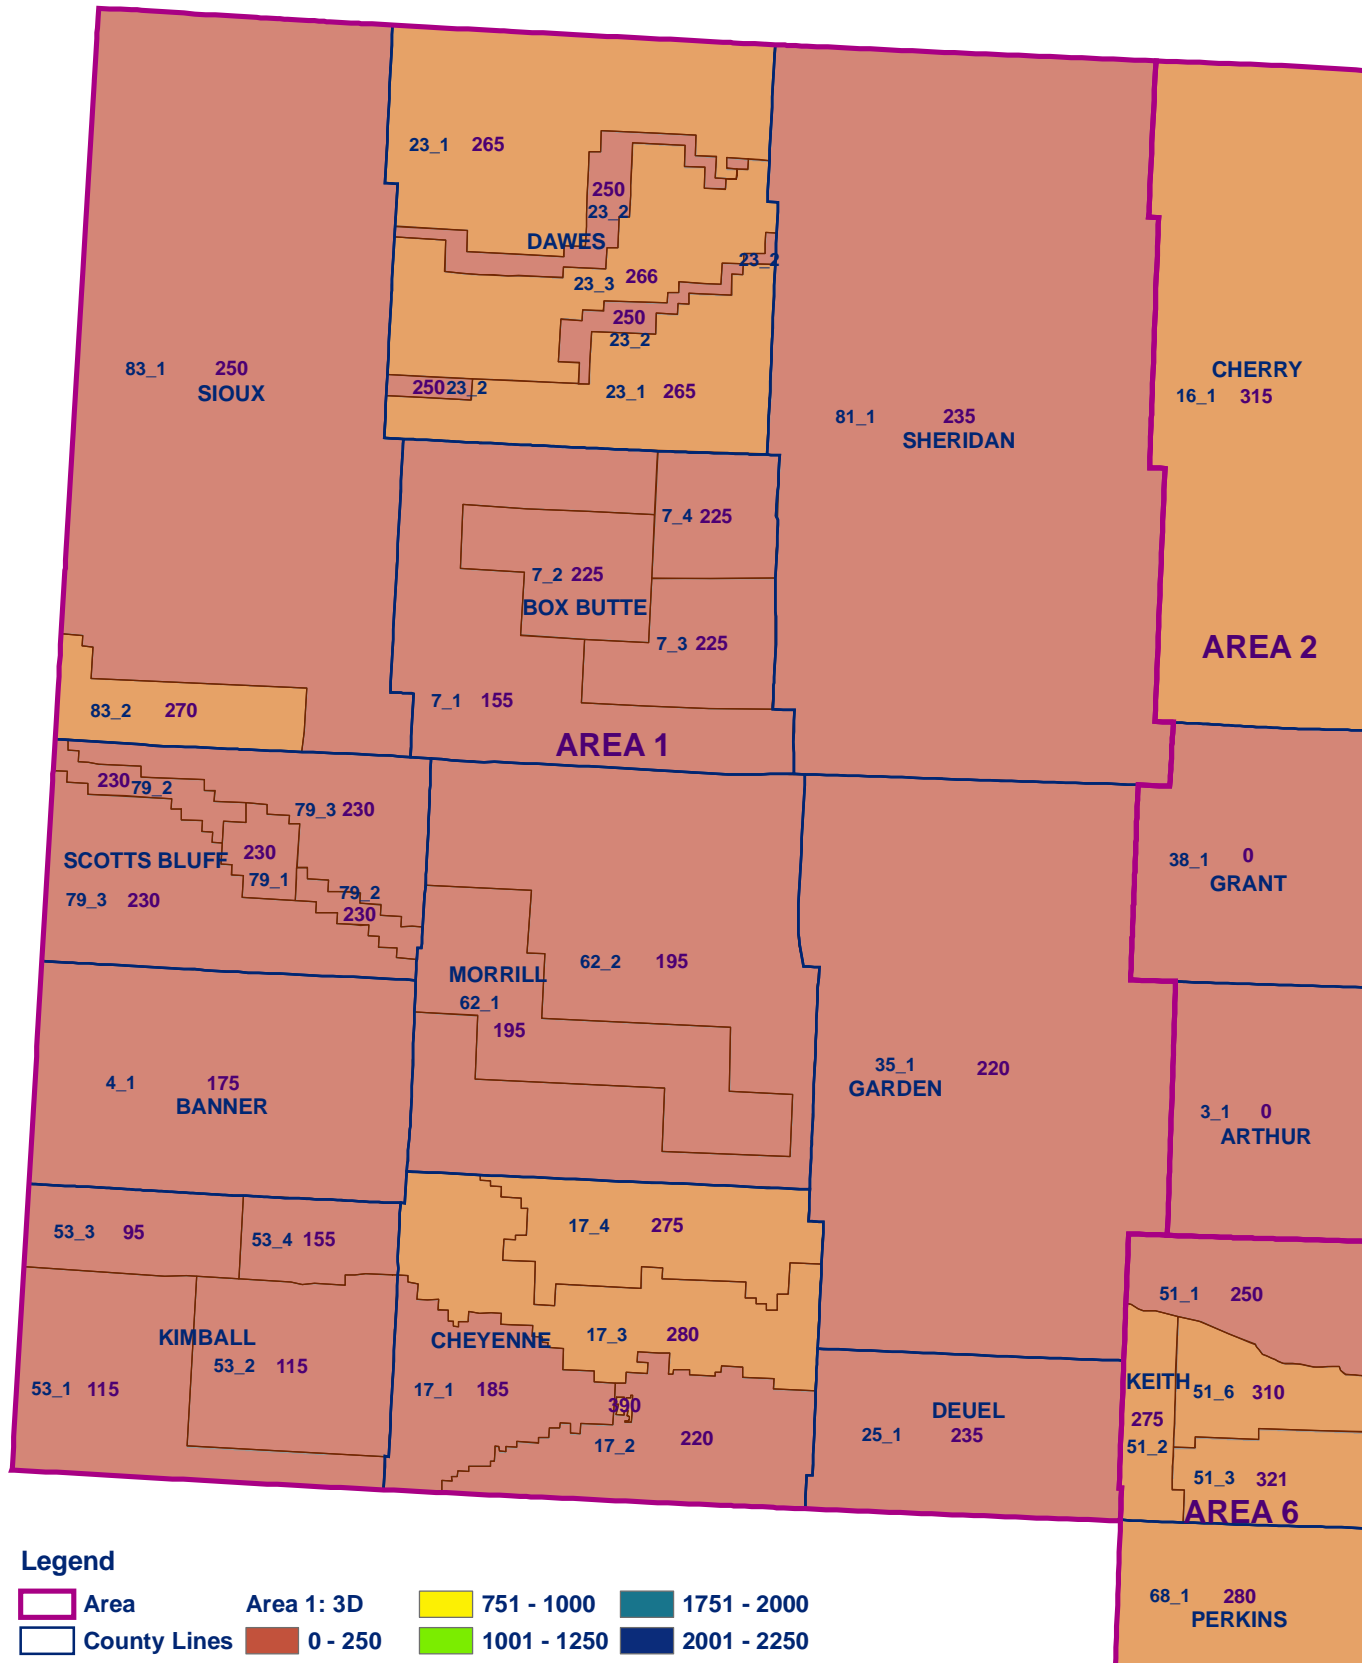 23_1 265
250
23_2
DAWES
23_2
23_3 266
250
23_2
250 23_2
23_1 265
83_1 250
SIOUX
81_1 235
SHERIDAN
CHERRY
16_1 315
7_4 225
7_2 225
BOX BUTTE
7_3 225
AREA 2
7_1 155
83_2 270
AREA 1
230 79_2
79_3 230
SCOTTS BLUFF
230
79_1
79_2
230
79_3 230
38_1 0
GRANT
62_2 195
MORRILL
62_1
195
4_1 175
BANNER
35_1 220
GARDEN
3_1 0
ARTHUR
53_3 95
53_4 155
17_4 275
51_1 250
KIMBALL
53_2 115
53_1 115
CHEYENNE
17_3 280
17_1 185
390
17_2 220
DEUEL
25_1 235
KEITH
51_6 310
275
51_2
51_3 321
AREA 6
68_1 280
PERKINS
Legend
Area
County Lines
Area 1: 3D
0 - 250
751 - 1000
1001 - 1250
1751 - 2000
2001 - 2250